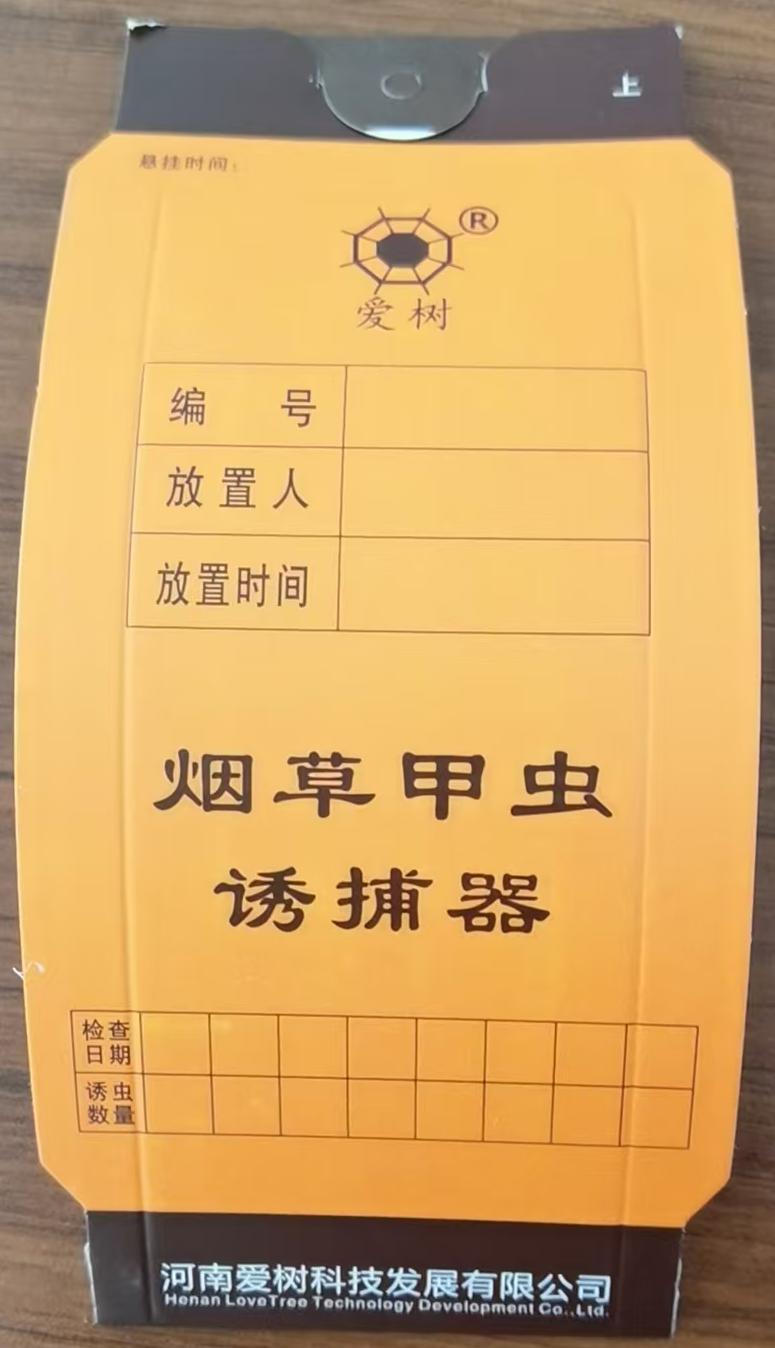 上
悬挂时间：
®
爱树
编 号
放置人
放置时间
烟草甲虫
诱捕器
检查
日期
诱虫
数量
河南爱树科技发展有限公司
Henan LoveTree Technology Development Co.,Ltd.